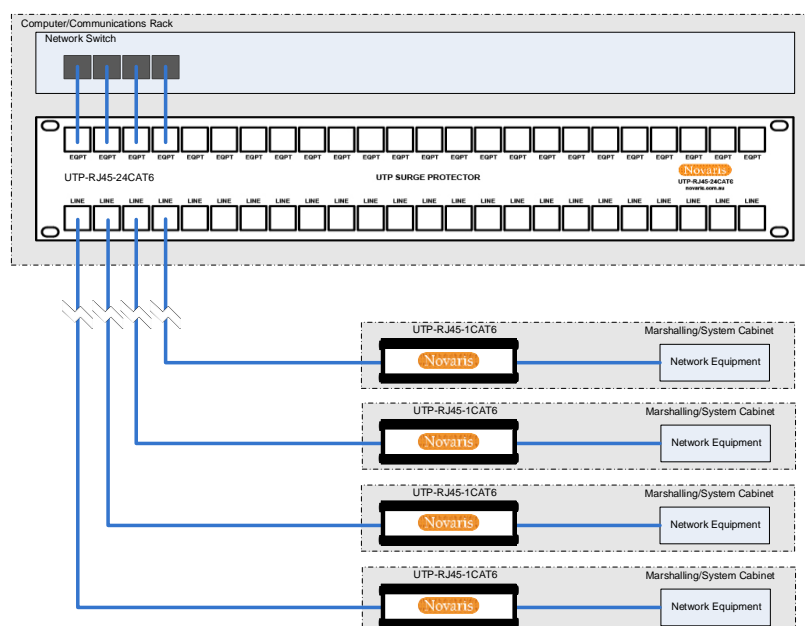 Computer/Communications Rack
Network Switch
EQPT EQPT EQPT EQPT EQPT EQPT EQPT EQPT EQPT EQPT EQPT EQPT EQPT EQPT EQPT EQPT EQPT EQPT EQPT EQPT EQPT EQPT EQPT EQPT
UTP-RJ45-24CAT6 UTP SURGE PROTECTOR Novaris
UTP-RJ45-24CAT6
novaris.com.au
LINE LINE LINE LINE LINE LINE LINE LINE LINE LINE LINE LINE LINE LINE LINE LINE LINE LINE LINE LINE LINE LINE LINE LINE
UTP-RJ45-1CAT6 Marshalling/System Cabinet
Novaris Network Equipment
UTP-RJ45-1CAT6 Marshalling/System Cabinet
Novaris Network Equipment
UTP-RJ45-1CAT6 Marshalling/System Cabinet
Novaris Network Equipment
UTP-RJ45-1CAT6 Marshalling/System Cabinet
Novaris Network Equipment